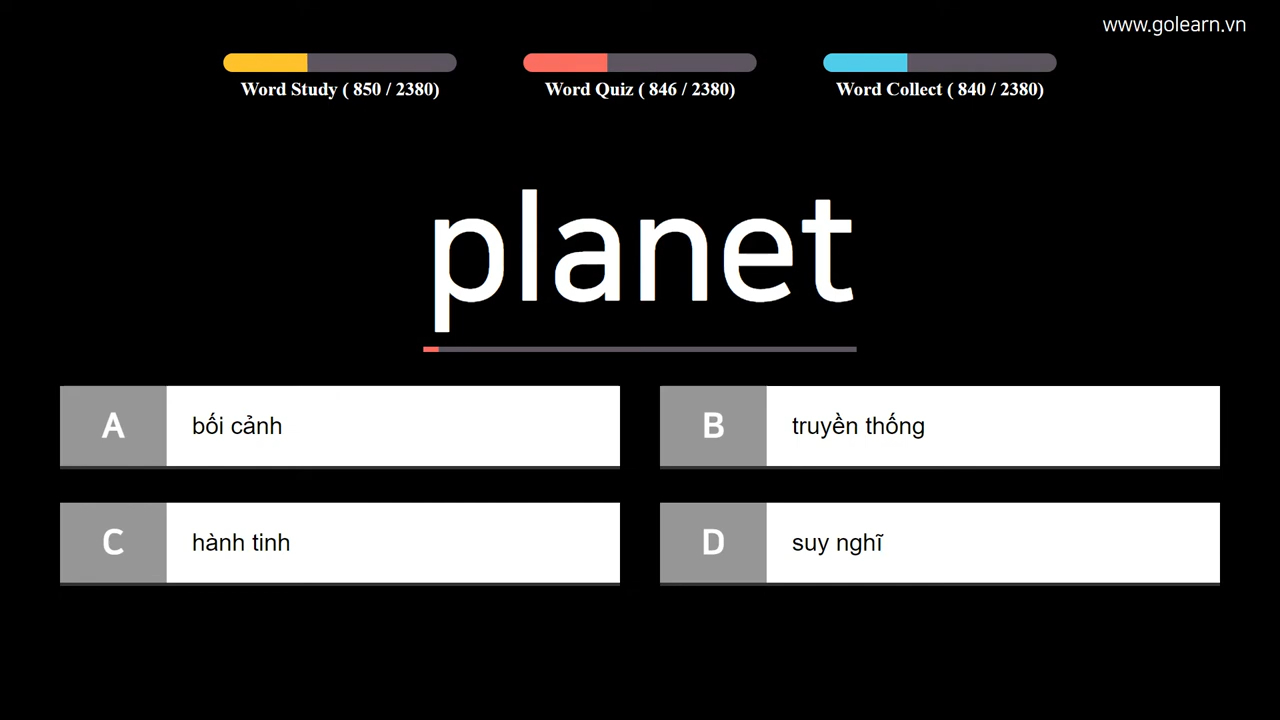 www.golearn.vn
Word Study ( 850 / 2380)
Word Quiz ( 846 / 2380)
Word Collect ( 840 / 2380)
planet
A bối cảnh
B truyền thống
C hành tinh
D suy nghĩ